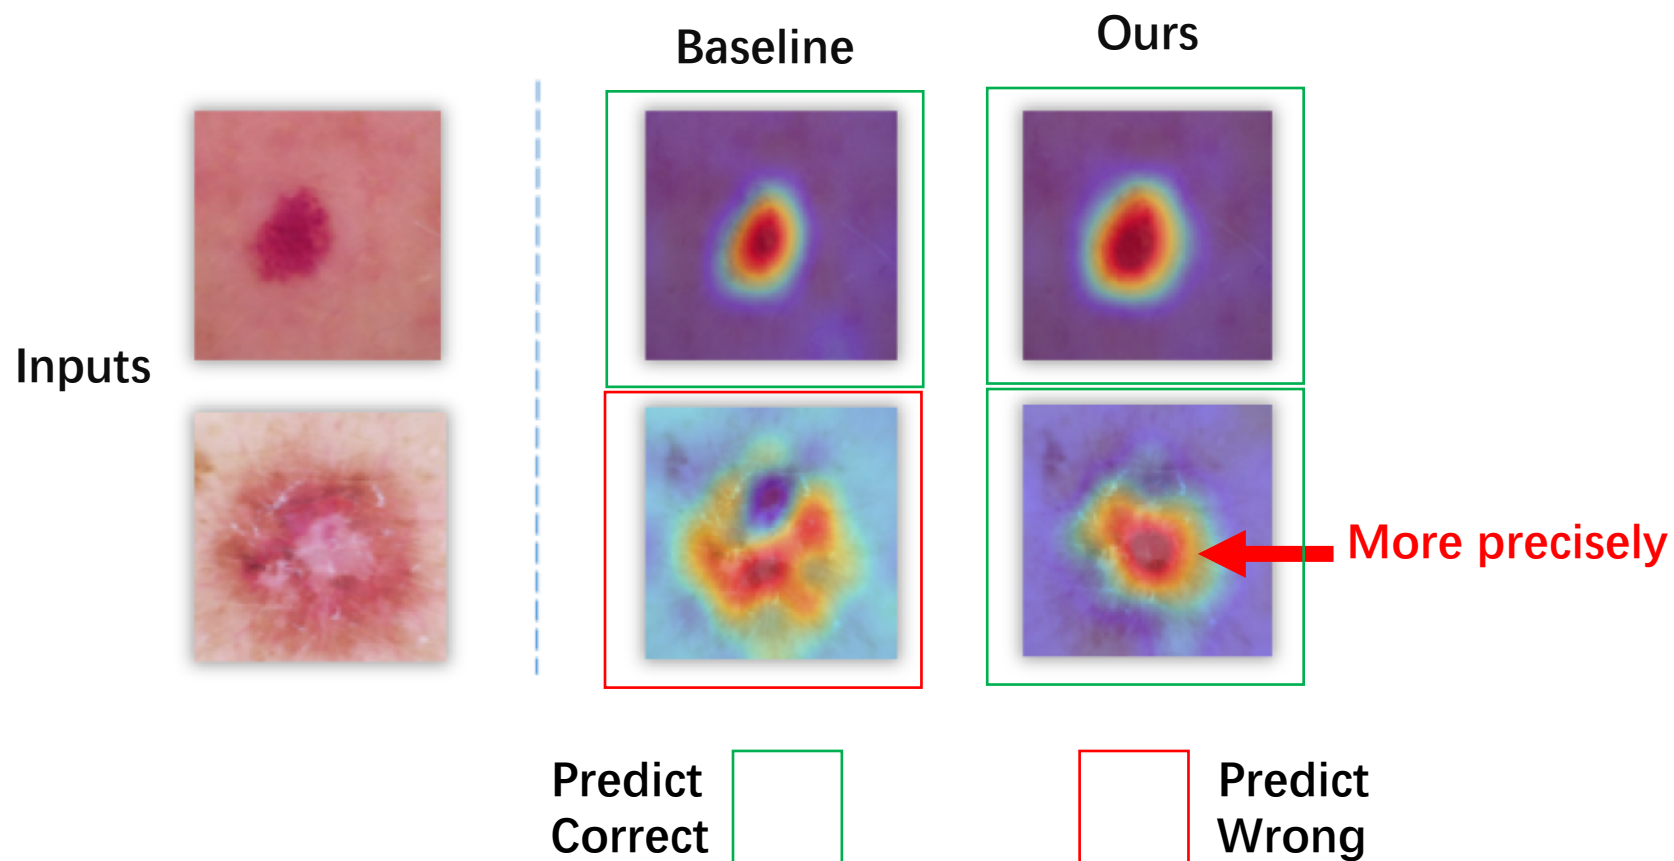 Baseline
Ours
Inputs
More precisely
Predict
Correct
Predict
Wrong